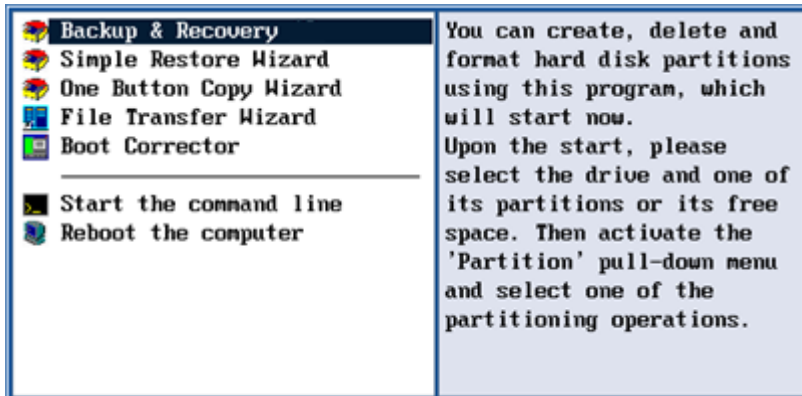 Backup & Recovery
Simple Restore Wizard
One Button Copy Wizard
File Transfer Wizard
Boot Corrector
Start the command line
Reboot the computer
You can create, delete and
format hard disk partitions
using this program, which
will start now.
Upon the start, please
select the drive and one of
its partitions or its free
space. Then activate the
'Partition' pull-down menu
and select one of the
partitioning operations.